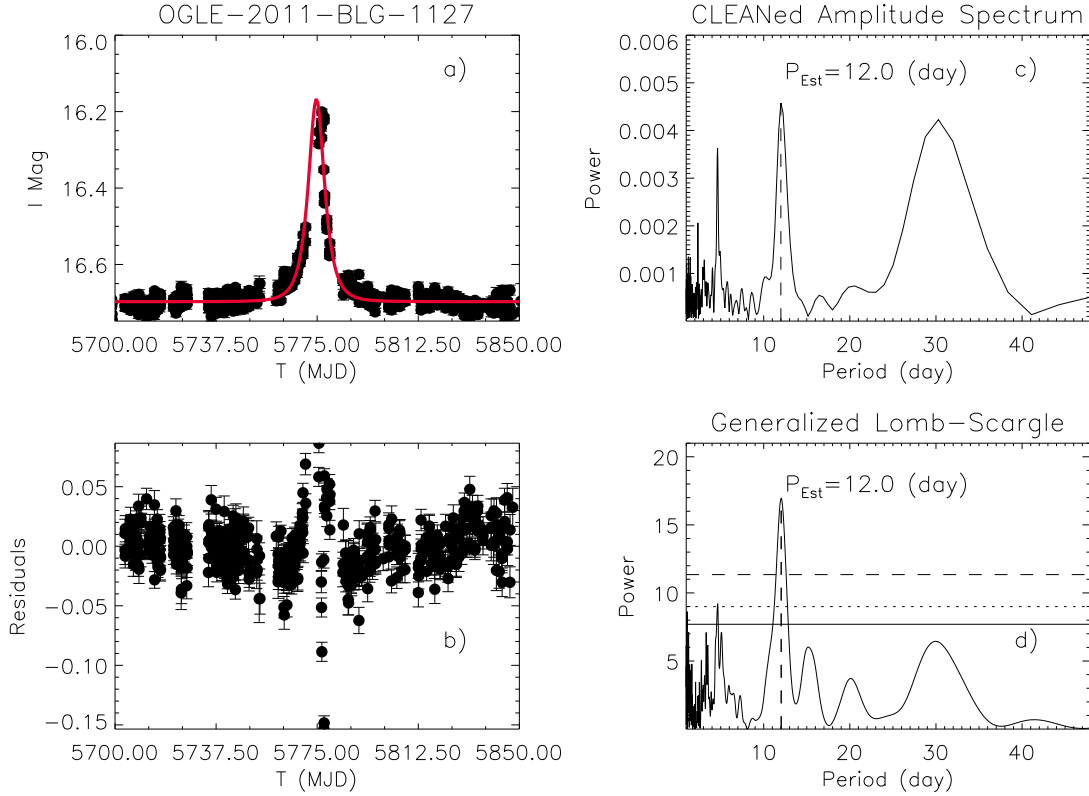 OGLE-2011-BLG-1127
a)
16.0
16.2
16.4
16.6
I Mag
5700.00 5737.50 5775.00 5812.50 5850.00
T (MJD)
CLEANed Amplitude Spectrum
P_Est=12.0 (day)
c)
0.006
0.005
0.004
0.003
0.002
0.001
Power
10 20 30 40
Period (day)
b)
0.05
0.00
-0.05
-0.10
-0.15
Residuals
5700.00 5737.50 5775.00 5812.50 5850.00
T (MJD)
Generalized Lomb-Scargle
P_Est=12.0 (day)
d)
20
15
10
5
Power
10 20 30 40
Period (day)